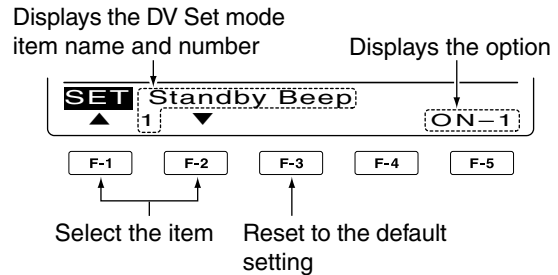 Displays the DV Set mode
item name and number
Displays the option
SET Standby Beep
1 ON–1
F-1 F-2 F-3 F-4 F-5
Select the item
Reset to the default
setting